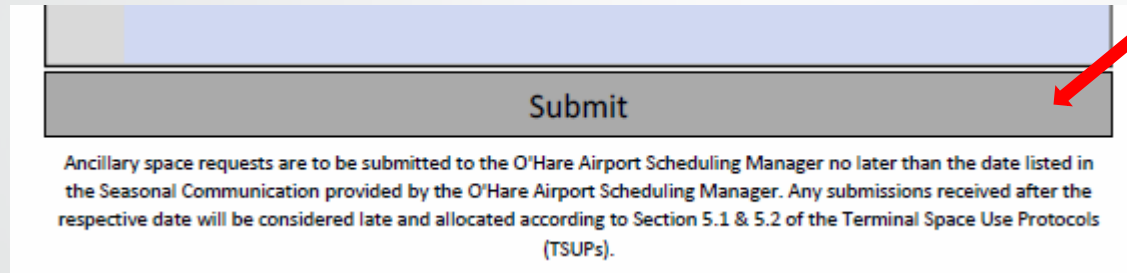 Submit
Ancillary space requests are to be submitted to the O'Hare Airport Scheduling Manager no later than the date listed in
the Seasonal Communication provided by the O'Hare Airport Scheduling Manager. Any submissions received after the
respective date will be considered late and allocated according to Section 5.1 & 5.2 of the Terminal Space Use Protocols
(TSUPs).